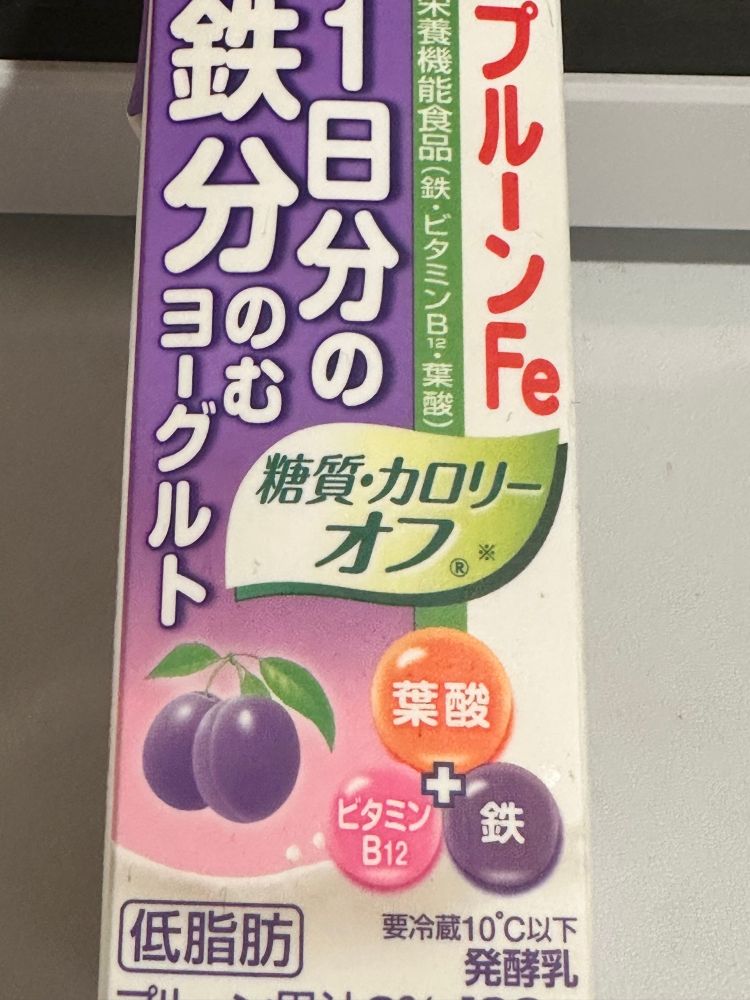 プルーンFe
栄養機能食品(鉄・ビタミンB12・葉酸)
1日分の
鉄分のむ
ヨーグルト
糖質・カロリー
オフ®※
葉酸
+
ビタミン
B12
鉄
低脂肪
要冷蔵10℃以下
発酵乳